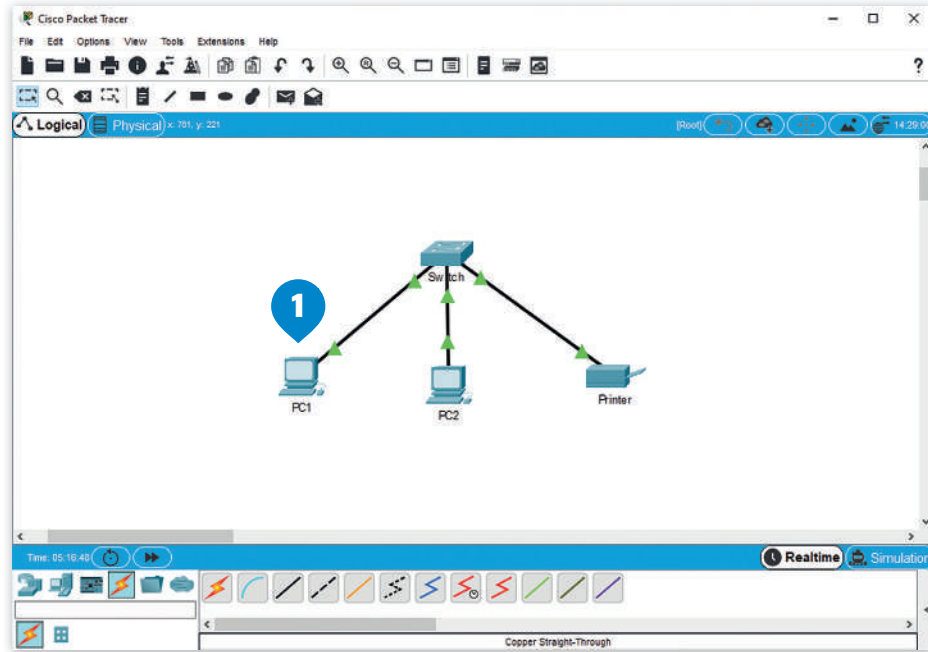 Cisco Packet Tracer
File Edit Options View Tools Extensions Help
?
Logical Physical x: 781, y: 221 [Root] 14:29:00
Switch
1
PC1
PC2
Printer
Time: 05:16:48 Realtime Simulation
Copper Straight-Through